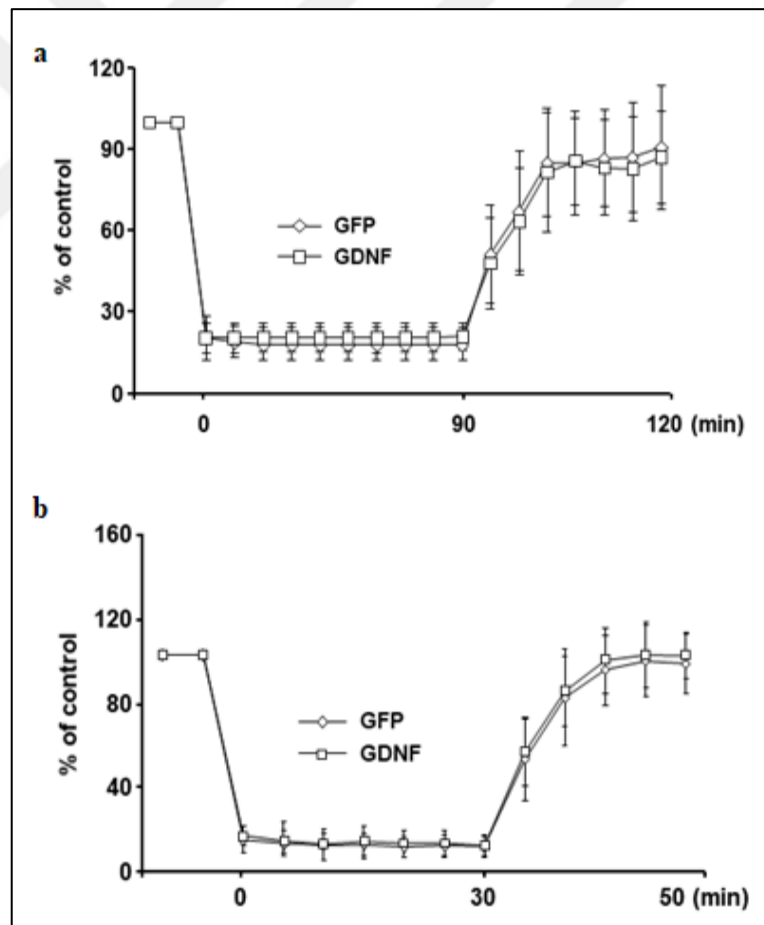 a
120
90
60
30
0
% of control
GFP
GDNF
0 90 120 (min)
b
160
120
80
40
0
% of control
GFP
GDNF
0 30 50 (min)